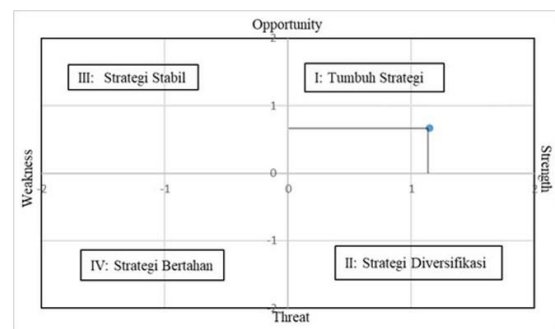 Opportunity
2
III: Strategi Stabil
I: Tumbuh Strategi
1
Weakness
Strength
0
-2
-1
0
1
2
-1
IV: Strategi Bertahan
II: Strategi Diversifikasi
-2
Threat